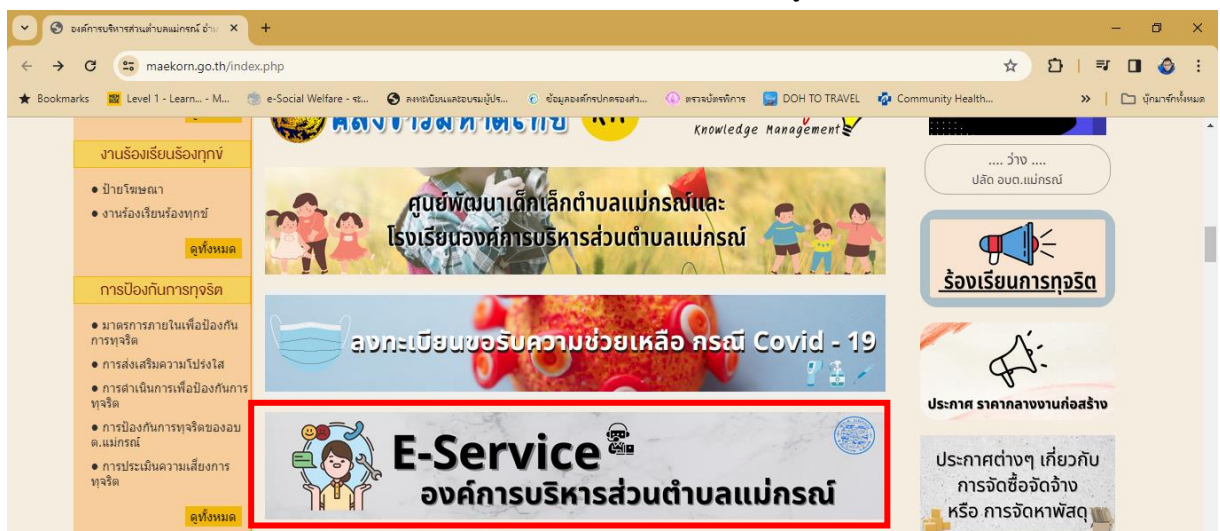 องค์การบริหารส่วนตำบลแม่กรณ์ อำเ
maekorn.go.th/index.php
Bookmarks
Level 1 - Learn... - M...
e-Social Welfare - ระ...
ลงทะเบียนและอบรมผู้ปร...
ข้อมูลองค์กรปกครองส่ว...
ตรวจบัตรพิการ
DOH TO TRAVEL
Community Health...
»
บุ๊กมาร์กทั้งหมด
งานร้องเรียนร้องทุกข์
● ป้ายโฆษณา
● งานร้องเรียนร้องทุกข์
ดูทั้งหมด
การป้องกันการทุจริต
● มาตรการภายในเพื่อป้องกัน
การทุจริต
● การส่งเสริมความโปร่งใส
● การดำเนินการเพื่อป้องกันการ
ทุจริต
● การป้องกันการทุจริตของอบ
ต.แม่กรณ์
● การประเมินความเสี่ยงการ
ทุจริต
ดูทั้งหมด
Knowledge Management
ศูนย์พัฒนาเด็กเล็กตำบลแม่กรณ์และ
โรงเรียนองค์การบริหารส่วนตำบลแม่กรณ์
ลงทะเบียนขอรับความช่วยเหลือ กรณี Covid - 19
E-Service
องค์การบริหารส่วนตำบลแม่กรณ์
.... ว่าง ....
ปลัด อบต.แม่กรณ์
ร้องเรียนการทุจริต
ประกาศ ราคากลางงานก่อสร้าง
ประกาศต่างๆ เกี่ยวกับ
การจัดซื้อจัดจ้าง
หรือ การจัดหาพัสดุ